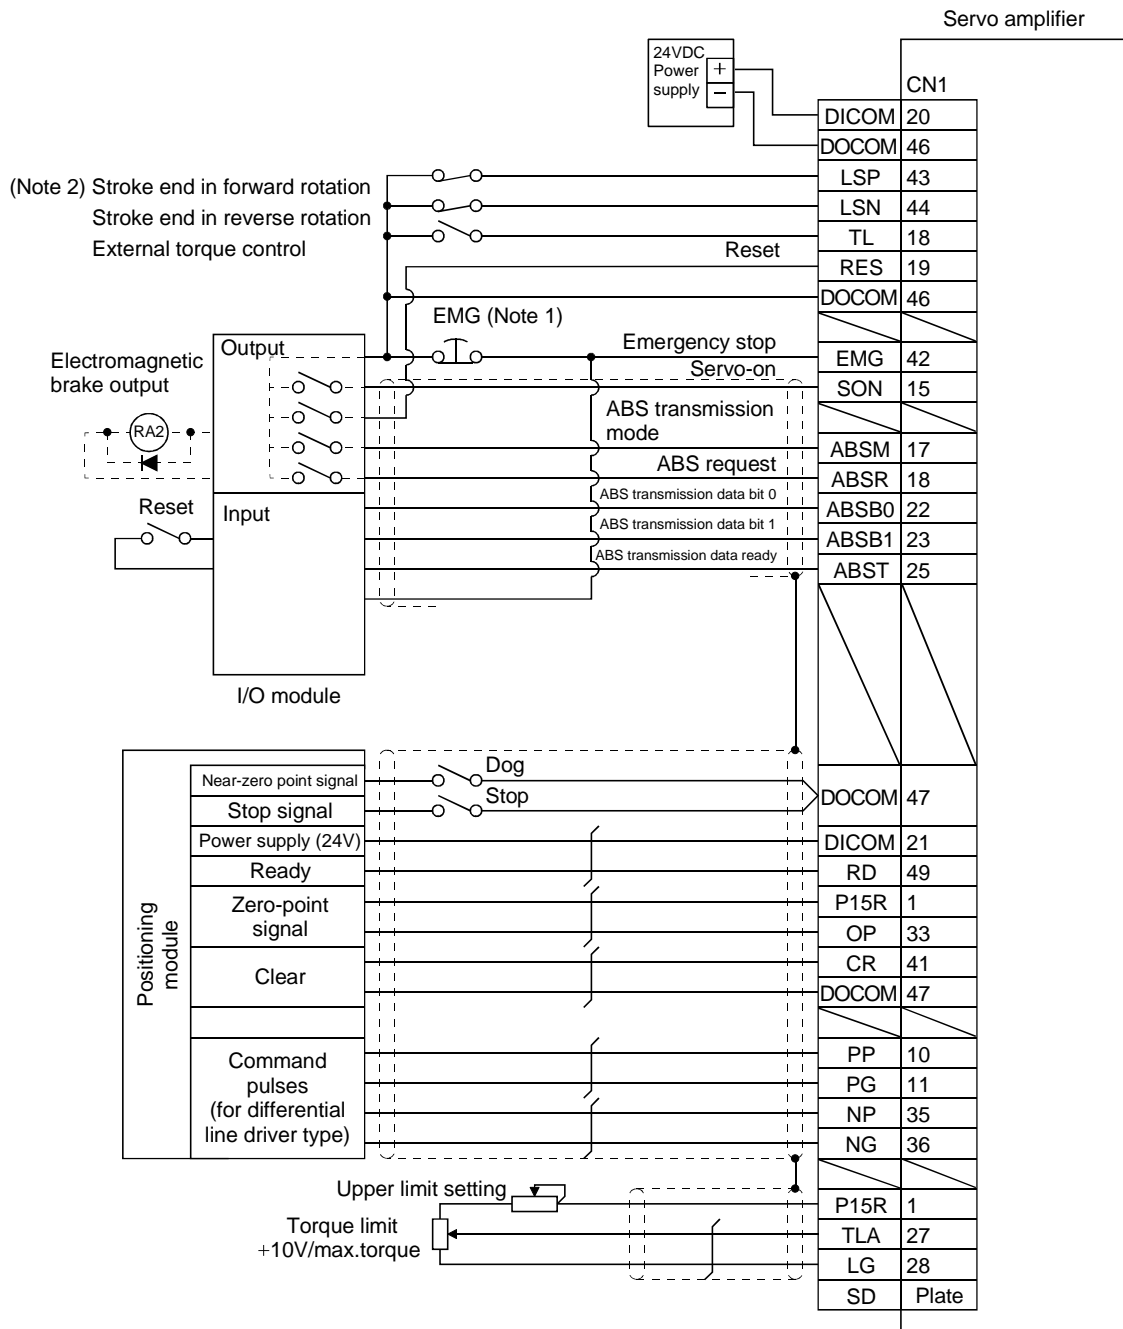 Servo amplifier
24VDC
Power
supply
+
−
CN1
DICOM 20
DOCOM 46
(Note 2) Stroke end in forward rotation
LSP 43
Stroke end in reverse rotation
LSN 44
External torque control
TL 18
Reset
RES 19
DOCOM 46
EMG (Note 1)
Output
Emergency stop
EMG 42
Electromagnetic
brake output
Servo-on
SON 15
RA2
ABS transmission
mode
ABSM 17
ABS request
ABSR 18
ABS transmission data bit 0
ABSB0 22
Reset
Input
ABS transmission data bit 1
ABSB1 23
ABS transmission data ready
ABST 25
I/O module
Positioning
module
Near-zero point signal
Dog
Stop signal
Stop
DOCOM 47
Power supply (24V)
DICOM 21
Ready
RD 49
Zero-point
signal
P15R 1
OP 33
Clear
CR 41
DOCOM 47
Command
pulses
(for differential
line driver type)
PP 10
PG 11
NP 35
NG 36
Upper limit setting
P15R 1
Torque limit
+10V/max.torque
TLA 27
LG 28
SD Plate